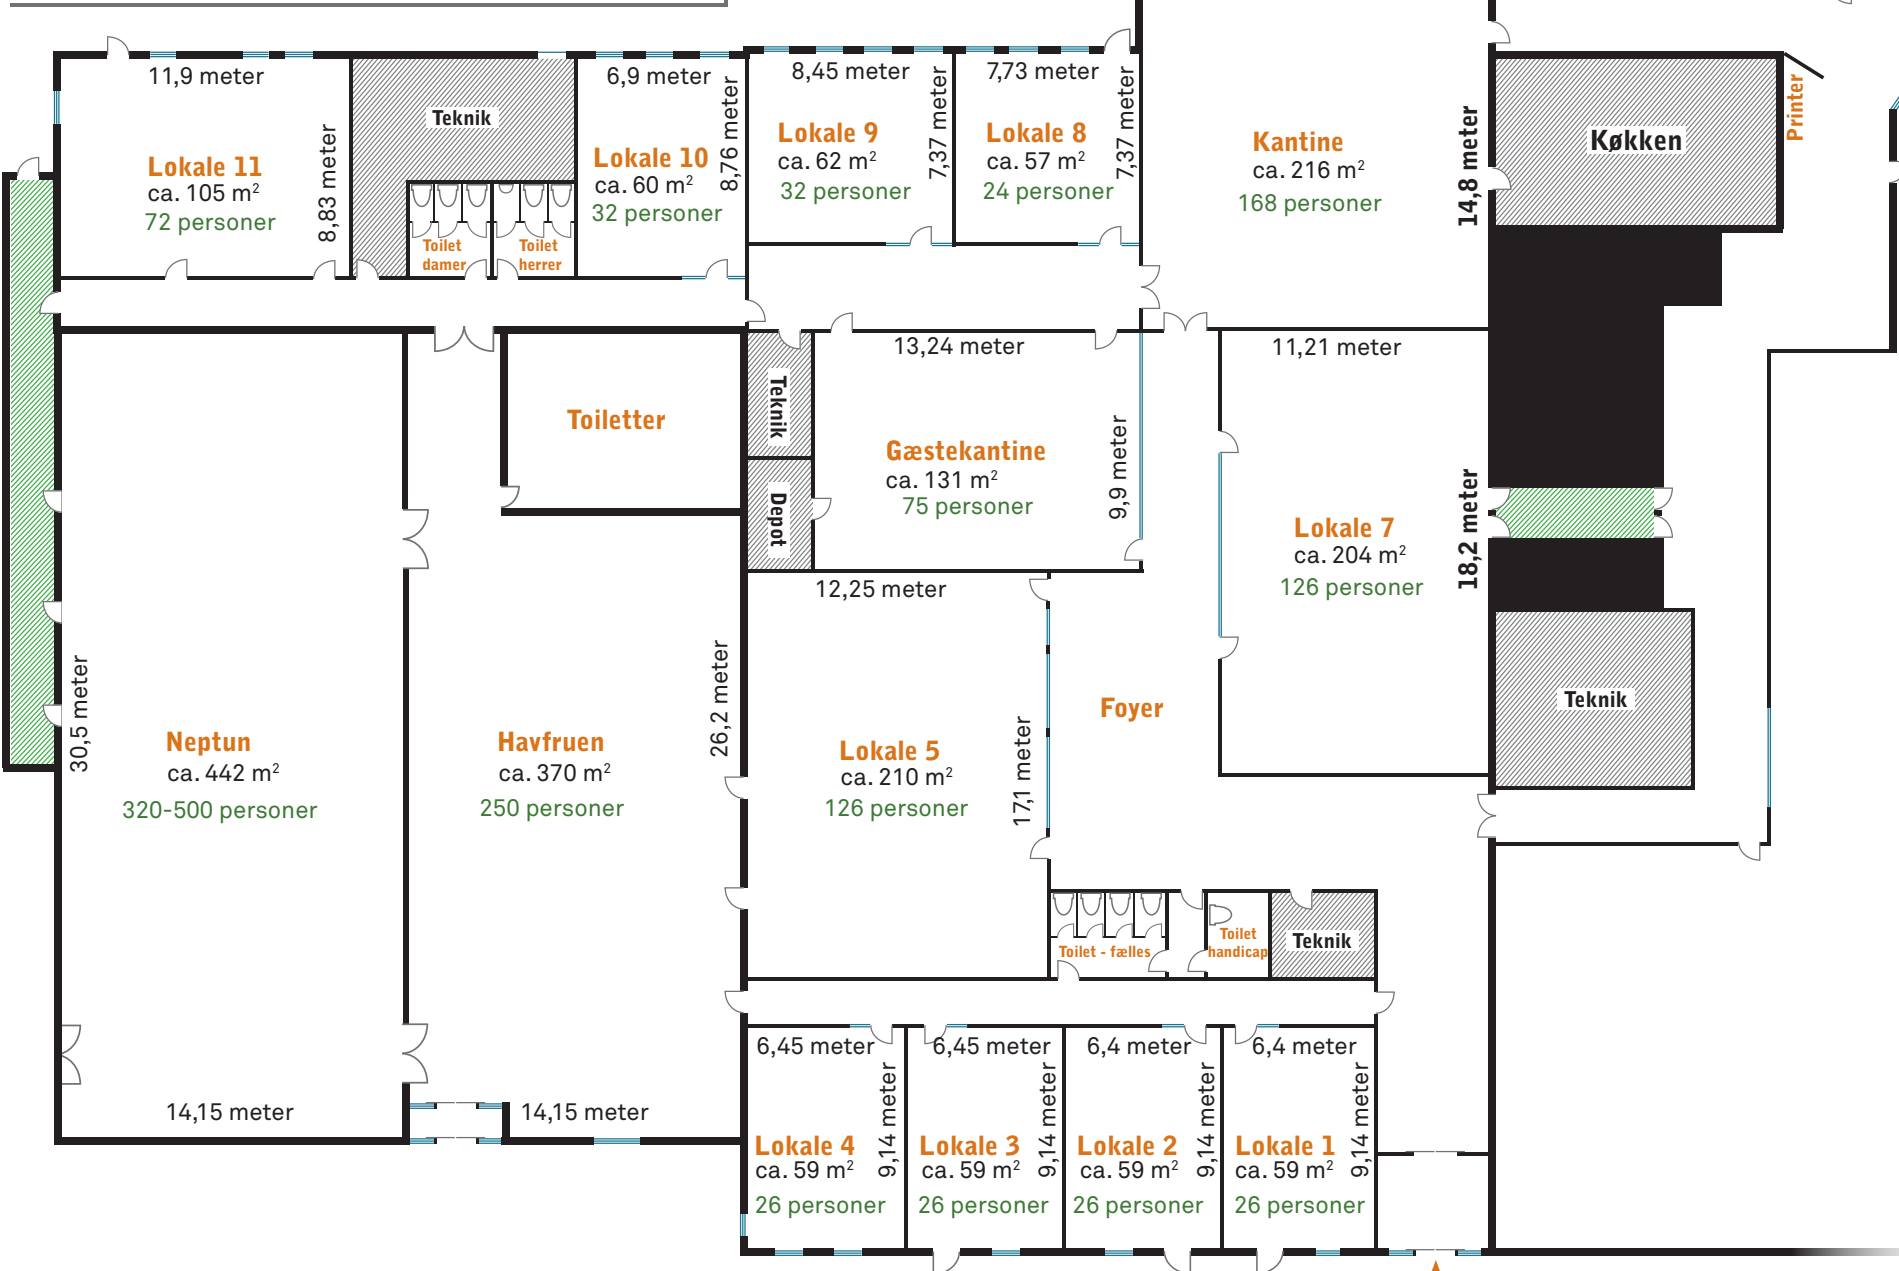 11,9 meter
8,83 meter
Lokale 11
ca. 105 m²
72 personer
Teknik
Toilet
damer
Toilet
herrer
6,9 meter
8,76 meter
Lokale 10
ca. 60 m²
32 personer
8,45 meter
7,37 meter
Lokale 9
ca. 62 m²
32 personer
7,73 meter
7,37 meter
Lokale 8
ca. 57 m²
24 personer
Kantine
ca. 216 m²
168 personer
14,8 meter
Køkken
Printer
Toiletter
Teknik
Depot
13,24 meter
Gæstekantine
ca. 131 m²
75 personer
9,9 meter
11,21 meter
Lokale 7
ca. 204 m²
126 personer
18,2 meter
Teknik
30,5 meter
Neptun
ca. 442 m²
320-500 personer
14,15 meter
Havfruen
ca. 370 m²
250 personer
26,2 meter
14,15 meter
12,25 meter
Lokale 5
ca. 210 m²
126 personer
17,1 meter
Foyer
Toilet - fælles
Toilet
handicap
Teknik
6,45 meter
9,14 meter
Lokale 4
ca. 59 m²
26 personer
6,45 meter
9,14 meter
Lokale 3
ca. 59 m²
26 personer
6,4 meter
9,14 meter
Lokale 2
ca. 59 m²
26 personer
6,4 meter
9,14 meter
Lokale 1
ca. 59 m²
26 personer